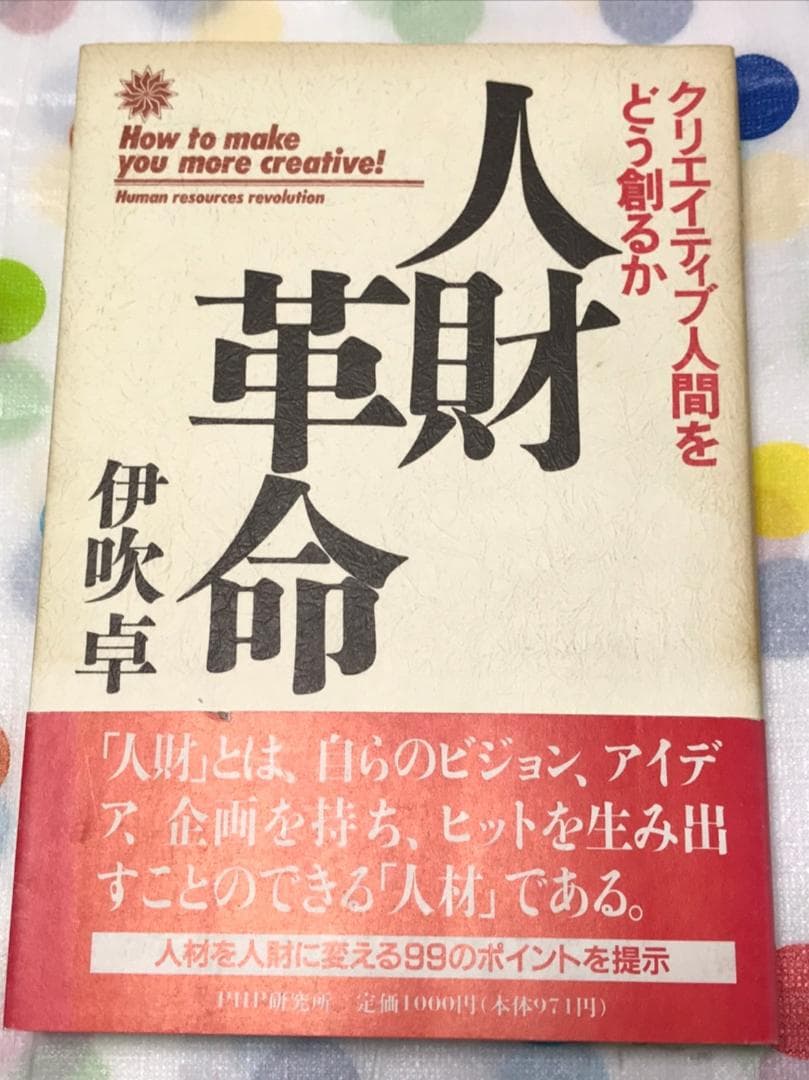 How to make
you more creative!
Human resources revolution
クリエイティブ人間を
どう創るか
人財
革命
伊吹卓
「人財」とは、自らのビジョン、アイデ
ア、企画を持ち、ヒットを生み出
すことのできる「人材」である。
人材を人財に変える99のポイントを提示
PHP研究所 定価1000円(本体971円)